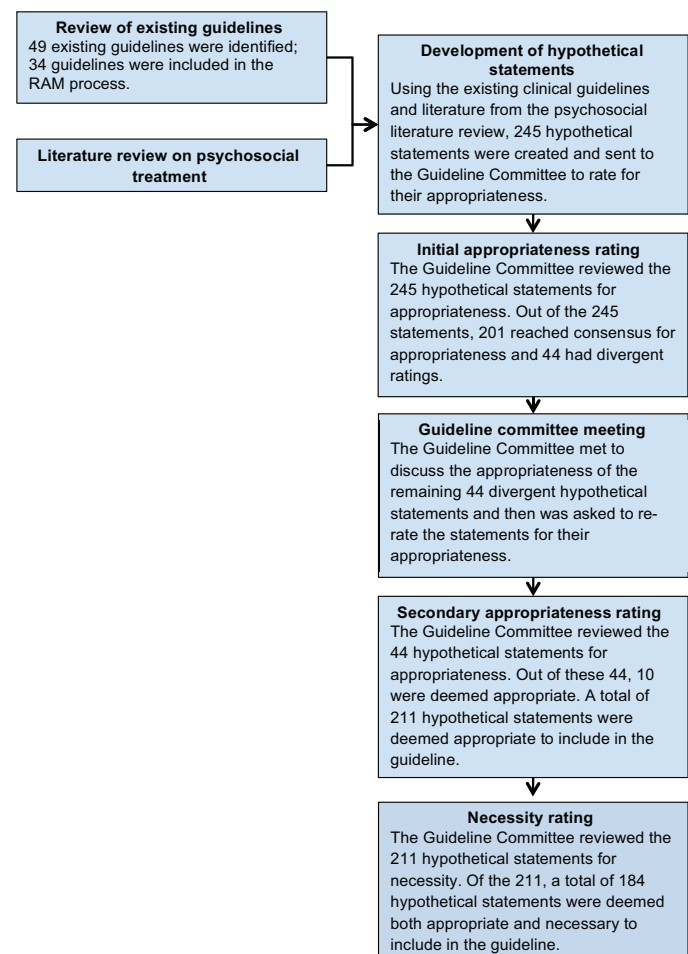 Review of existing guidelines
49 existing guidelines were identified;
34 guidelines were included in the
RAM process.
Literature review on psychosocial
treatment
Development of hypothetical
statements
Using the existing clinical guidelines
and literature from the psychosocial
literature review, 245 hypothetical
statements were created and sent to
the Guideline Committee to rate for
their appropriateness.
Initial appropriateness rating
The Guideline Committee reviewed the
245 hypothetical statements for
appropriateness. Out of the 245
statements, 201 reached consensus for
appropriateness and 44 had divergent
ratings.
Guideline committee meeting
The Guideline Committee met to
discuss the appropriateness of the
remaining 44 divergent hypothetical
statements and then was asked to re-
rate the statements for their
appropriateness.
Secondary appropriateness rating
The Guideline Committee reviewed the
44 hypothetical statements for
appropriateness. Out of these 44, 10
were deemed appropriate. A total of
211 hypothetical statements were
deemed appropriate to include in the
guideline.
Necessity rating
The Guideline Committee reviewed the
211 hypothetical statements for
necessity. Of the 211, a total of 184
hypothetical statements were deemed
both appropriate and necessary to
include in the guideline.